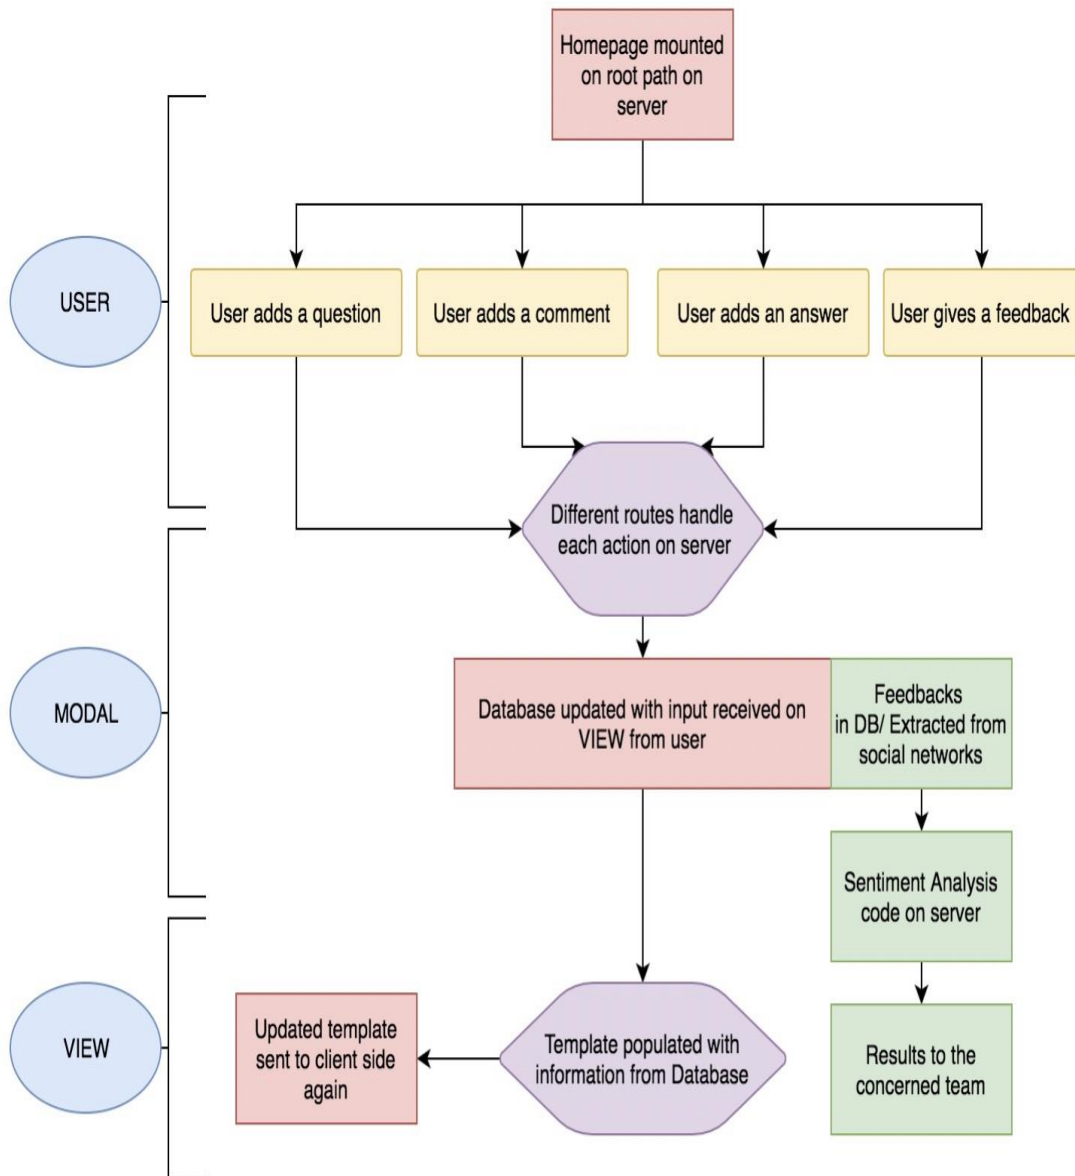 Homepage mounted
on root path on
server
USER
User adds a question
User adds a comment
User adds an answer
User gives a feedback
Different routes handle
each action on server
MODAL
Database updated with input received on
VIEW from user
Feedbacks
in DB/ Extracted from
social networks
Sentiment Analysis
code on server
VIEW
Updated template
sent to client side
again
Template populated with
information from Database
Results to the
concerned team